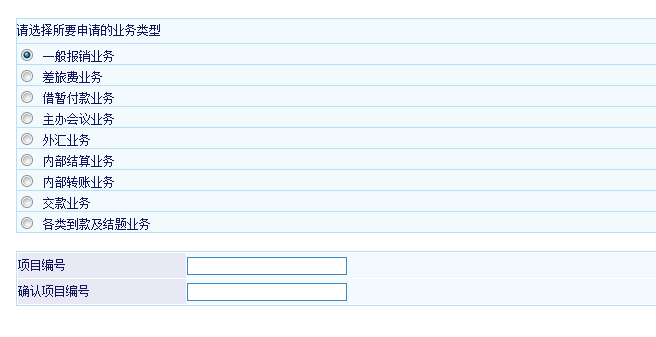 请选择所要申请的业务类型
一般报销业务
差旅费业务
借暂付款业务
主办会议业务
外汇业务
内部结算业务
内部转账业务
交款业务
各类到款及结题业务
项目编号
确认项目编号